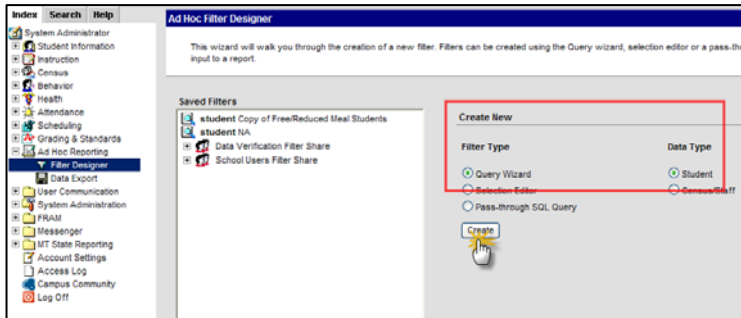 Index Search Help
System Administrator
Student Information
Instruction
Census
Behavior
Health
Attendance
Scheduling
Grading & Standards
Ad Hoc Reporting
Filter Designer
Data Export
User Communication
System Administration
FRAM
Messenger
MT State Reporting
Account Settings
Access Log
Campus Community
Log Off
Ad Hoc Filter Designer
This wizard will walk you through the creation of a new filter. Filters can be created using the Query wizard, selection editor or a pass-thr
input to a report.
Saved Filters
student Copy of Free/Reduced Meal Students
student NA
Data Verification Filter Share
School Users Filter Share
Create New
Filter Type Data Type
Query Wizard Student
Selection Editor Census/Staff
Pass-through SQL Query
Create